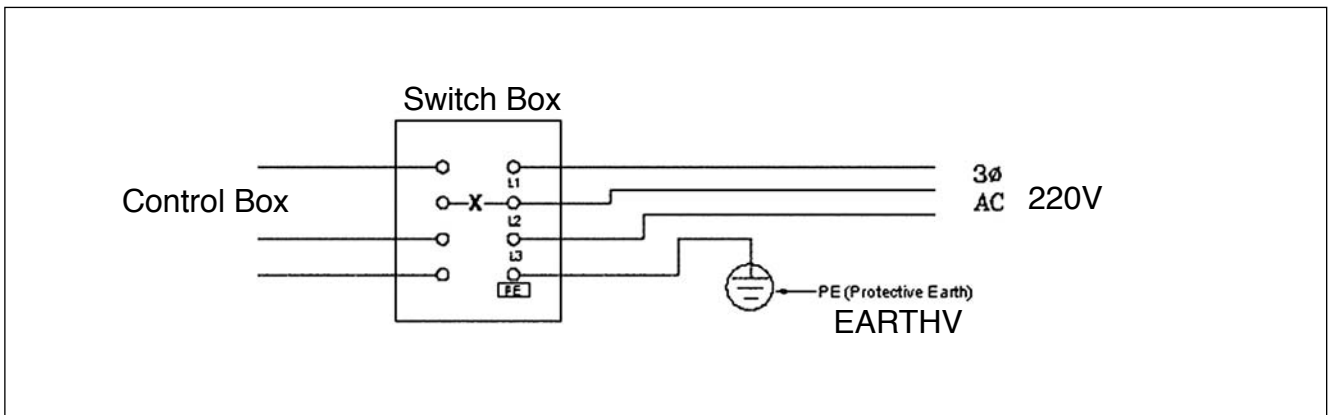 Switch Box
Control Box
L1
X
L2
L3
PE
3ø
AC 220V
PE (Protective Earth)
EARTHV